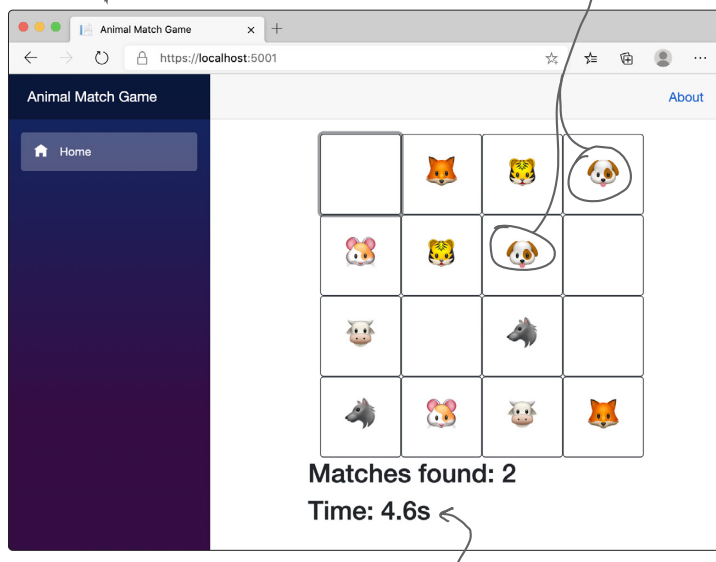 Animal Match Game
https://localhost:5001
Animal Match Game
About
Home
Matches found: 2
Time: 4.6s